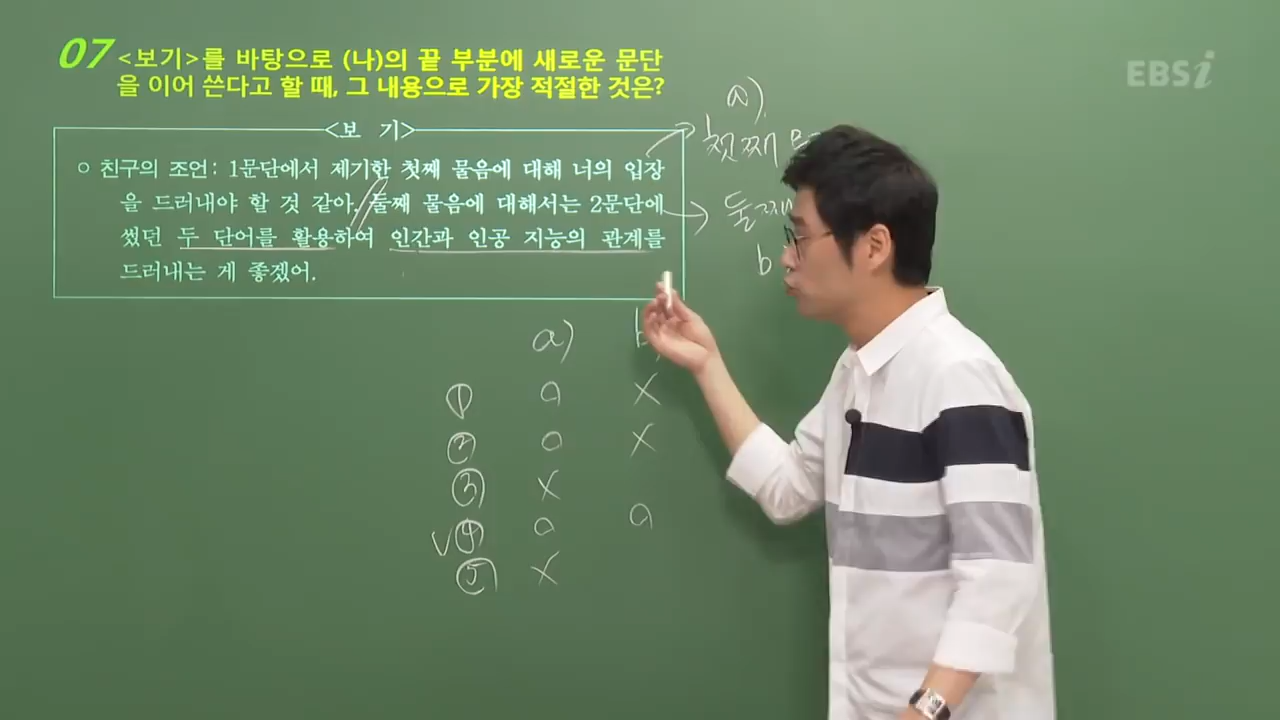 07 <보기>를 바탕으로 (나)의 끝 부분에 새로운 문단
을 이어 쓴다고 할 때, 그 내용으로 가장 적절한 것은?
EBSi
<보 기>
○ 친구의 조언: 1문단에서 제기한 첫째 물음에 대해 너의 입장
을 드러내야 할 것 같아. 둘째 물음에 대해서는 2문단에
썼던 두 단어를 활용하여 인간과 인공 지능의 관계를
드러내는 게 좋겠어.
a)
첫째
둘째
b
a) b
① a X
② a X
③ X
✓④ a a
⑤ X